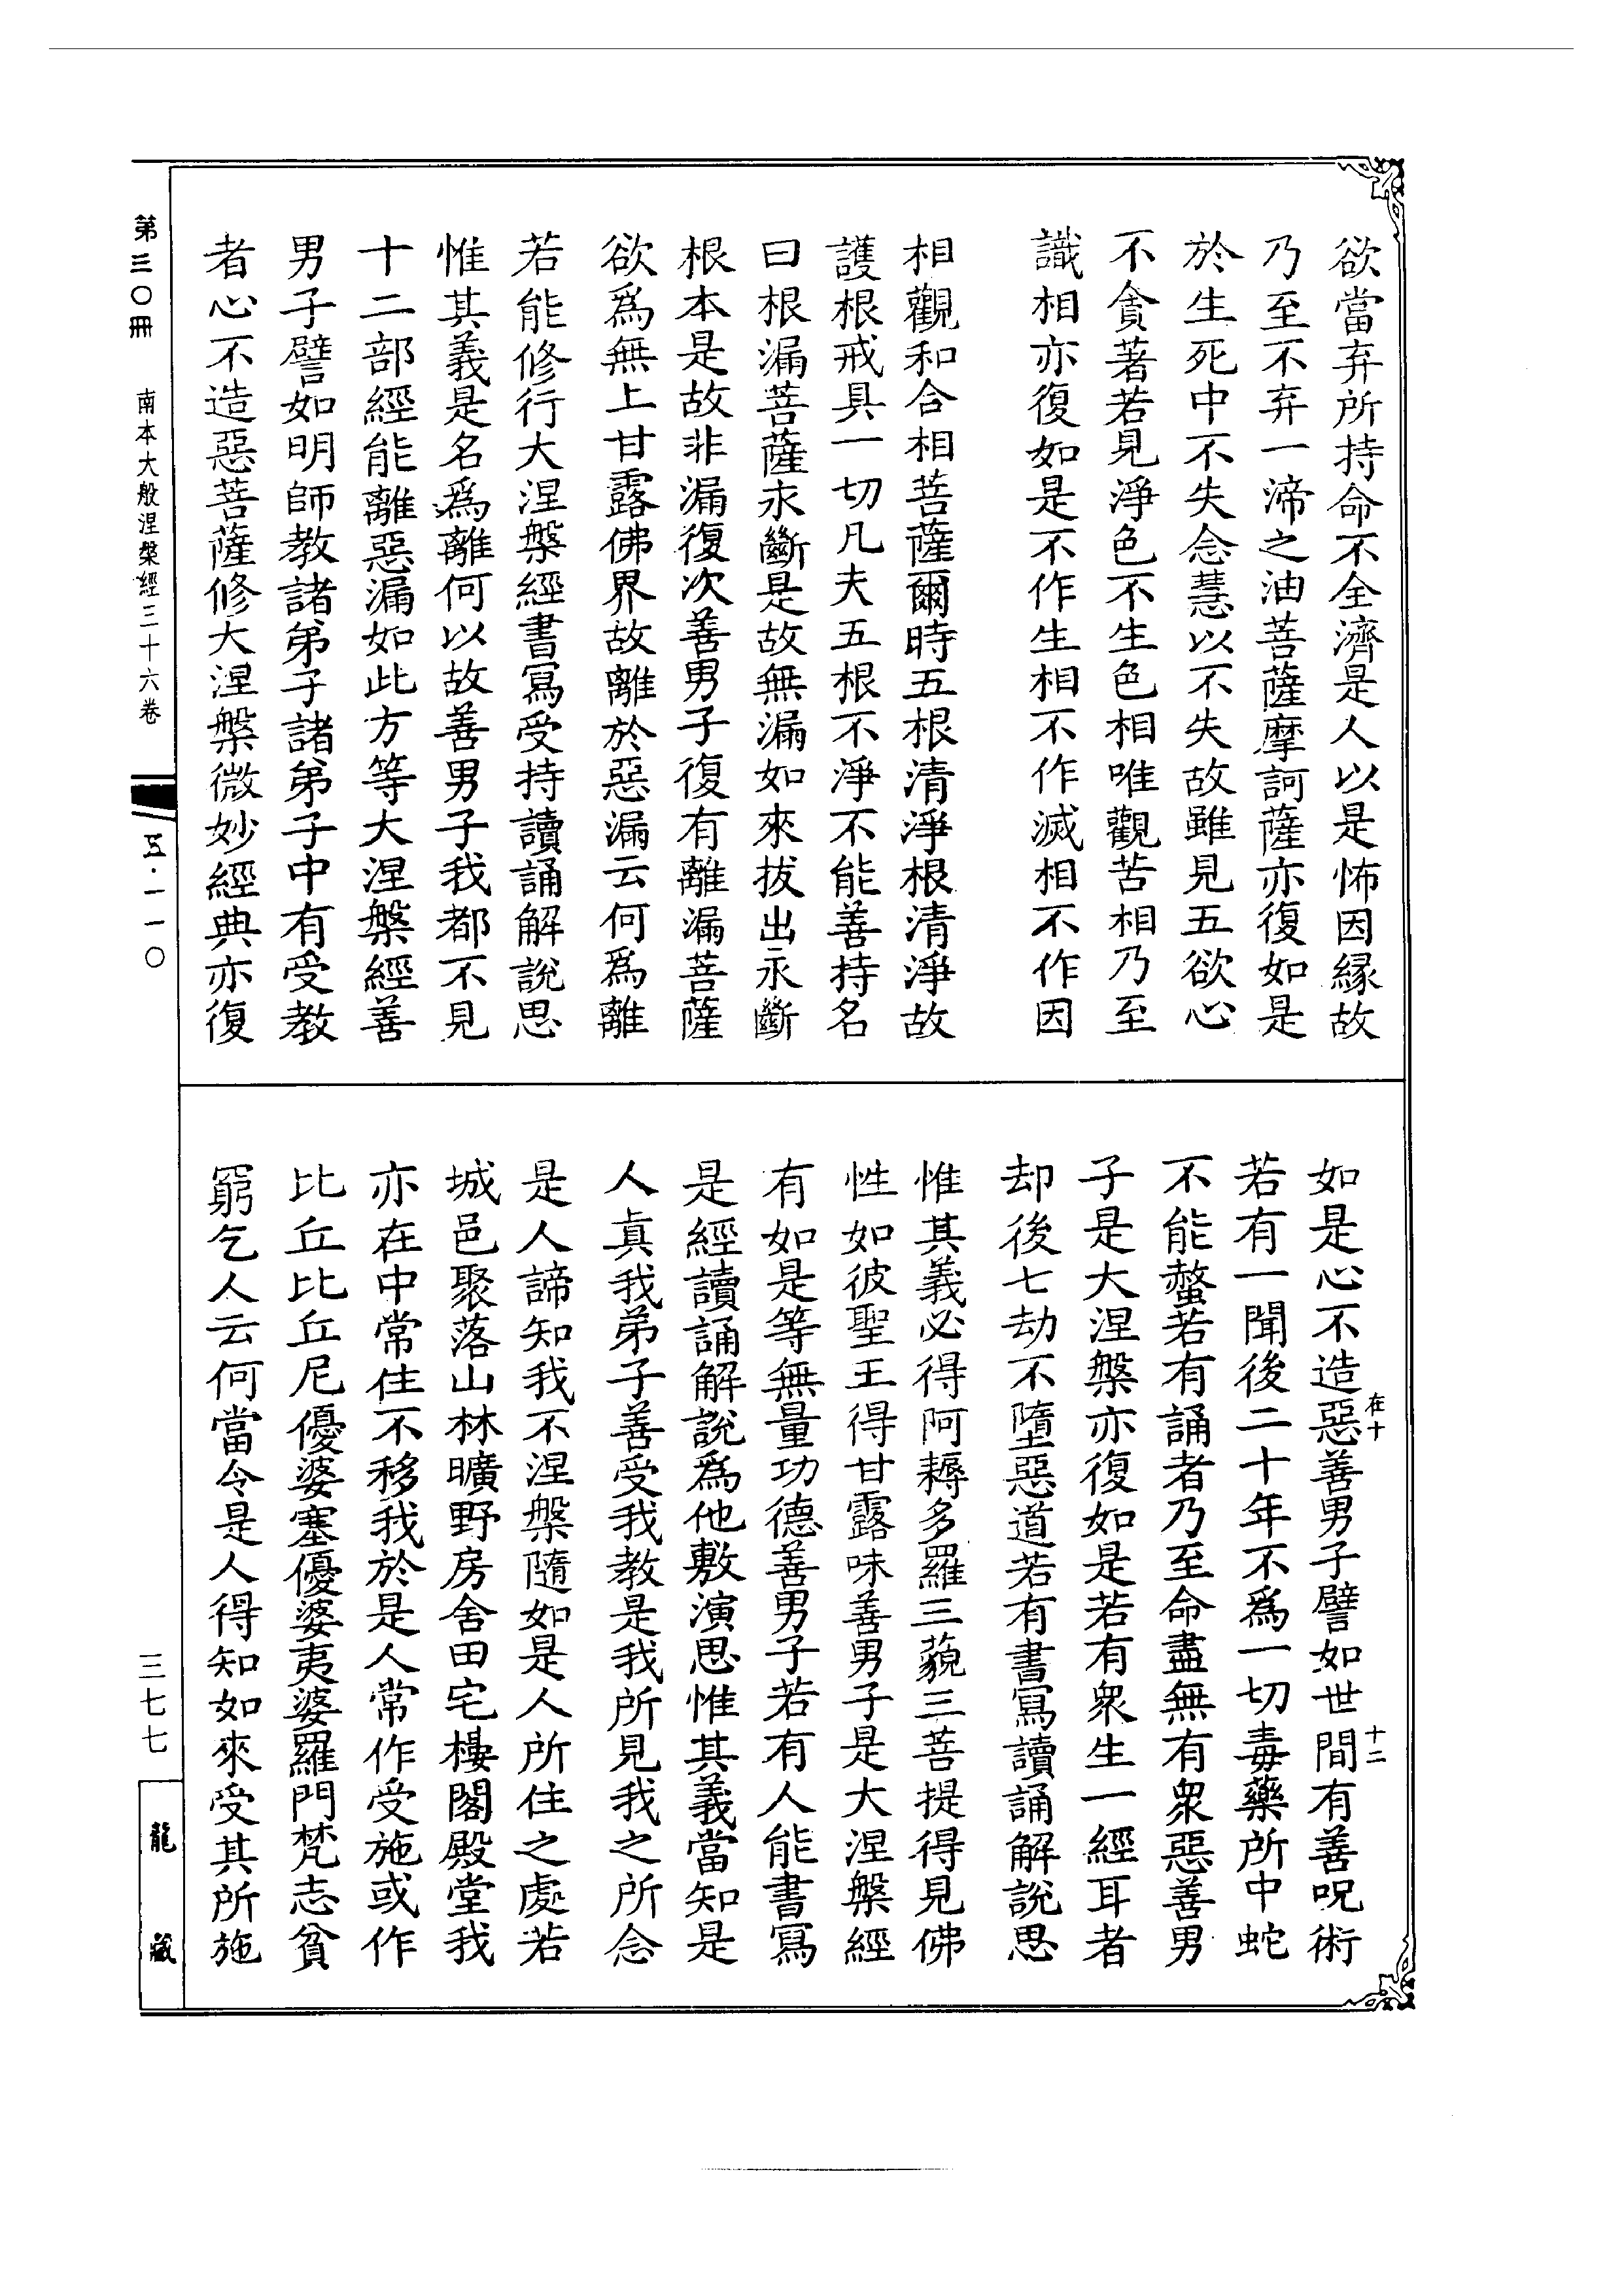 欲當弃所持命不全濟是人以是怖因縁故
乃至不弃一渧之油菩薩摩訶薩亦復如是
於生死中不失念慧以不失故雖見五欲心
不貪著若見淨色不生色相唯觀苦相乃至
識相亦復如是不作生相不作滅相不作因
相觀和合相菩薩爾時五根清淨根清淨故
護根戒具一切凡夫五根不淨不能善持名
曰根漏菩薩永斷是故無漏如來拔出永斷
根本是故非漏復次善男子復有離漏菩薩
欲爲無上甘露佛界故離於惡漏云何爲離
若能修行大涅槃經書寫受持讀誦解說思
惟其義是名爲離何以故善男子我都不見
十二部經能離惡漏如此方等大涅槃經善
男子譬如明師教諸弟子諸弟子中有受教
者心不造惡菩薩修大涅槃微妙經典亦復
如是心不造惡善男子譬如世間有善呪術
在十
十二
若有一聞後二十年不爲一切毒藥所中蛇
不能螫若有誦者乃至命盡無有衆惡善男
子是大涅槃亦復如是若有衆生一經耳者
却後七劫不墮惡道若有書寫讀誦解說思
惟其義必得阿耨多羅三藐三菩提得見佛
性如彼聖王得甘露味善男子是大涅槃經
有如是等無量功德善男子若有人能書寫
是經讀誦解說爲他敷演思惟其義當知是
人眞我弟子善受我教是我所見我之所念
是人諦知我不涅槃隨如是人所住之處若
城邑聚落山林曠野房舍田宅樓閣殿堂我
亦在中常住不移我於是人常作受施或作
比丘比丘尼優婆塞優婆夷婆羅門梵志貧
窮乞人云何當令是人得知如來受其所施
第三〇冊
南本大般涅槃經三十六卷
五·一一〇
三七七
龍藏